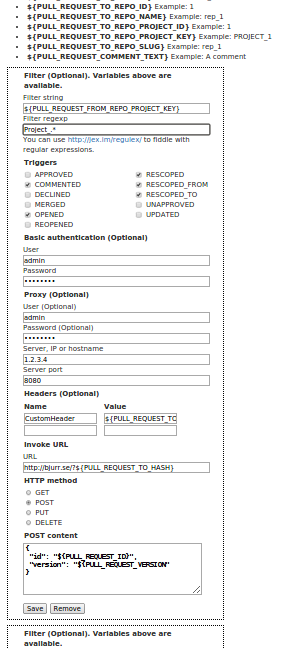 ${PULL_REQUEST_TO_REPO_ID} Example: 1
${PULL_REQUEST_TO_REPO_NAME} Example: rep_1
${PULL_REQUEST_TO_REPO_PROJECT_ID} Example: 1
${PULL_REQUEST_TO_REPO_PROJECT_KEY} Example: PROJECT_1
${PULL_REQUEST_TO_REPO_SLUG} Example: rep_1
${PULL_REQUEST_COMMENT_TEXT} Example: A comment
Filter (Optional). Variables above are
available.
Filter string
${PULL_REQUEST_FROM_REPO_PROJECT_KEY}
Filter regexp
Project_.*
You can use http://jex.im/regulex/ to fiddle with
regular expressions.
Triggers
APPROVED RESCOPED
COMMENTED RESCOPED_FROM
DECLINED RESCOPED_TO
MERGED UNAPPROVED
OPENED UPDATED
REOPENED
Basic authentication (Optional)
User
admin
Password
••••••••
Proxy (Optional)
User (Optional)
admin
Password (Optional)
••••••••
Server, IP or hostname
1.2.3.4
Server port
8080
Headers (Optional)
Name Value
CustomHeader ${PULL_REQUEST_TO
Invoke URL
URL
http://bjurr.se/?${PULL_REQUEST_TO_HASH}
HTTP method
GET
POST
PUT
DELETE
POST content
{
"id": "${PULL_REQUEST_ID}",
"version": "${PULL_REQUEST_VERSION"
}
Save Remove
Filter (Optional). Variables above are
available.